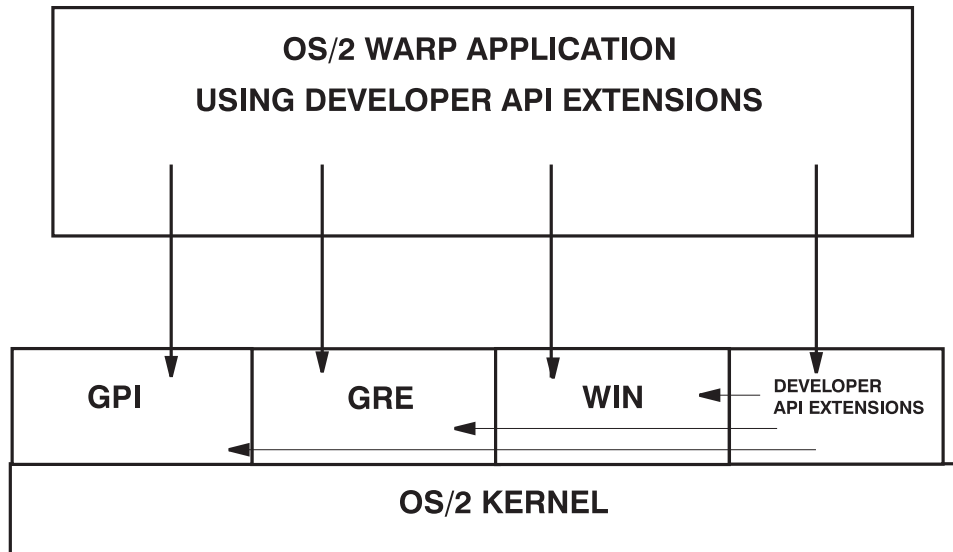 OS/2 WARP APPLICATION
USING DEVELOPER API EXTENSIONS
GPI
GRE
WIN
DEVELOPER
API EXTENSIONS
OS/2 KERNEL